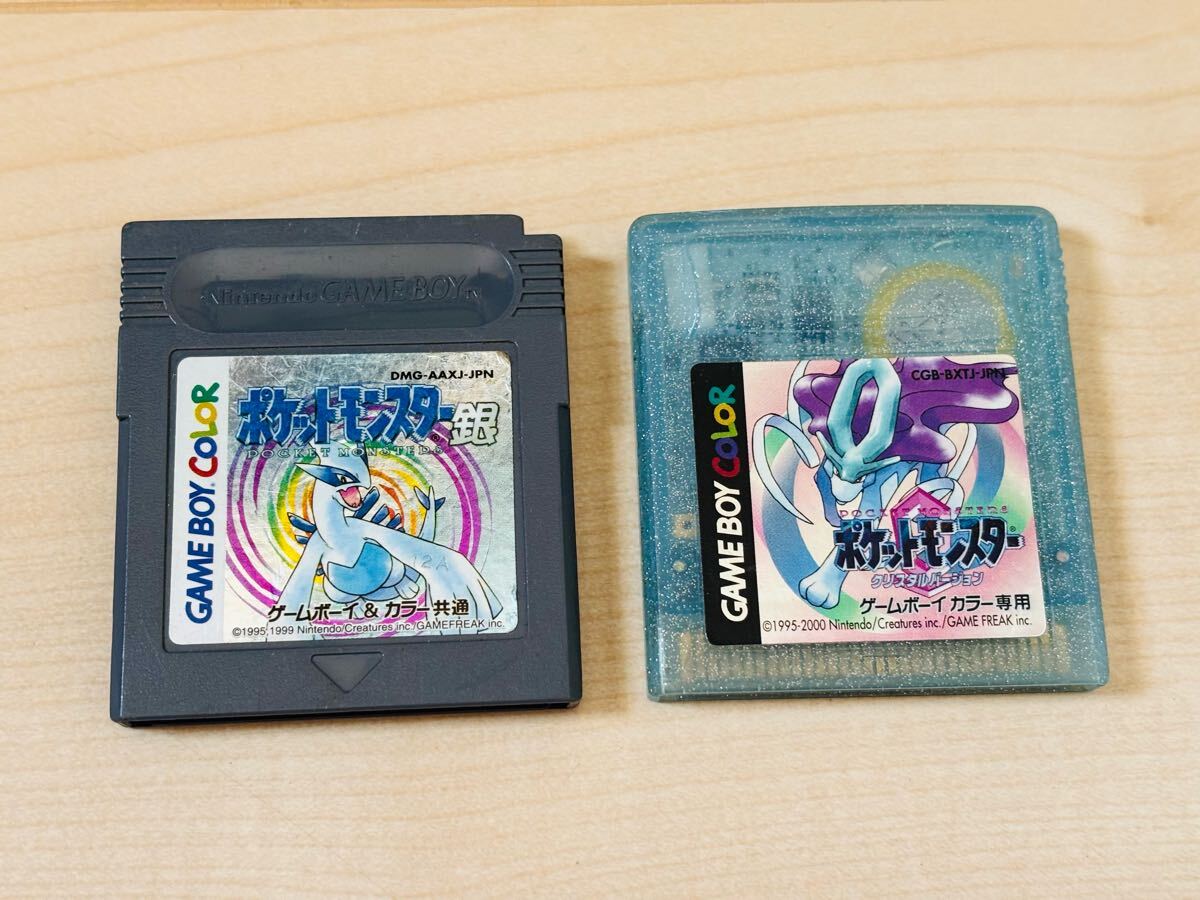 Nintendo GAME BOY TM
DMG-AAXJ-JPN
GAME BOY COLOR
ポケットモンスター銀
POCKET MONSTERS
12A
ゲームボーイ & カラー共通
©1995,1999 Nintendo/Creatures inc./GAMEFREAK inc.
CGB-BXTJ-JPN
GAME BOY COLOR
POCKET MONSTERS
ポケットモンスター
クリスタルバージョン
ゲームボーイ カラー専用
©1995-2000 Nintendo/Creatures inc./GAME FREAK inc.